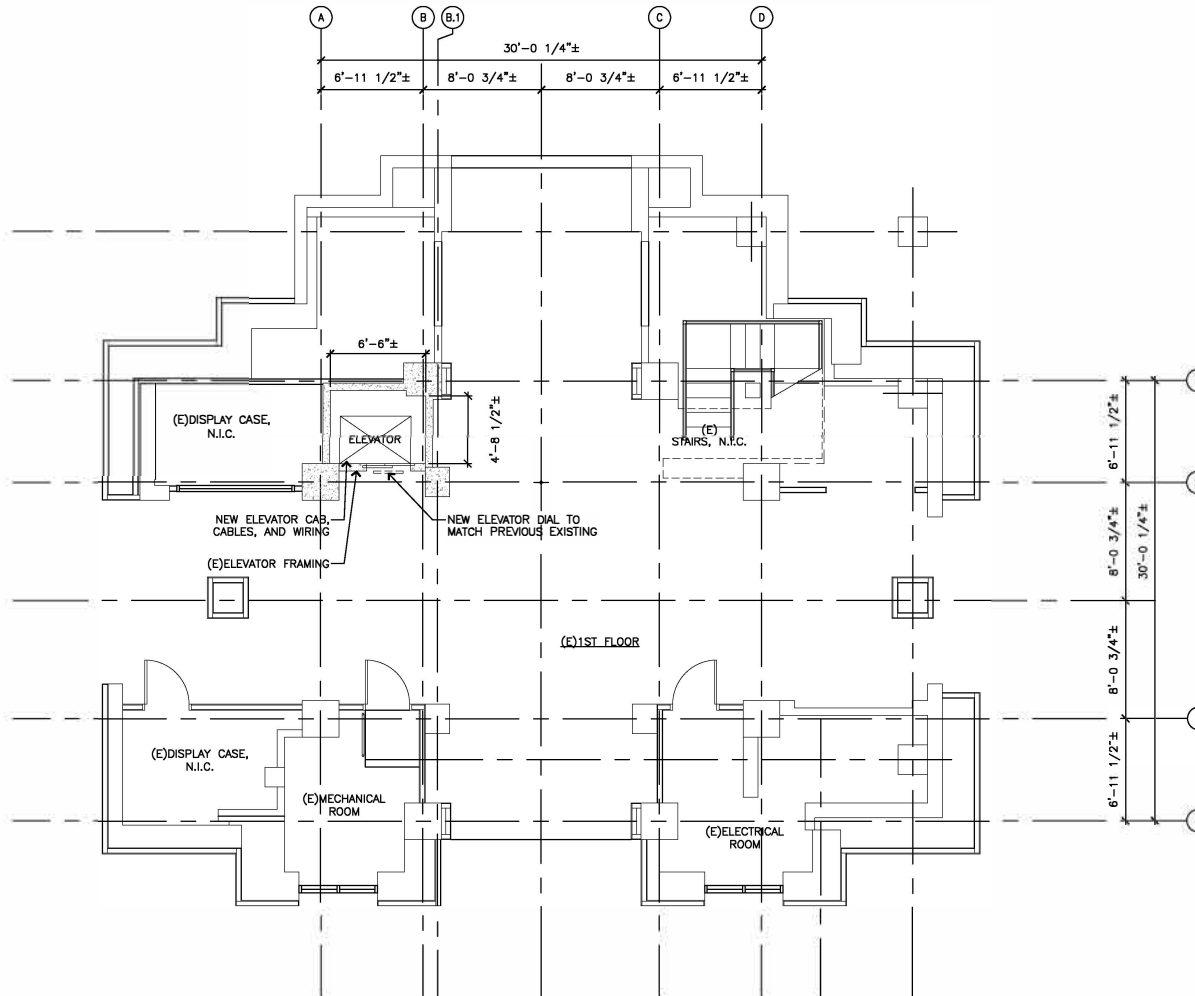 A
B
B.1
C
D
30'-0 1/4"±
6'-11 1/2"±
8'-0 3/4"±
8'-0 3/4"±
6'-11 1/2"±
6'-6"±
(E)DISPLAY CASE,
N.I.C.
ELEVATOR
4'-8 1/2"±
(E)
STAIRS, N.I.C.
6'-11 1/2"±
NEW ELEVATOR CAB,
CABLES, AND WIRING
NEW ELEVATOR DIAL TO
MATCH PREVIOUS EXISTING
(E)ELEVATOR FRAMING
8'-0 3/4"±
30'-0 1/4"±
(E)1ST FLOOR
8'-0 3/4"±
(E)DISPLAY CASE,
N.I.C.
(E)MECHANICAL
ROOM
6'-11 1/2"±
(E)ELECTRICAL
ROOM